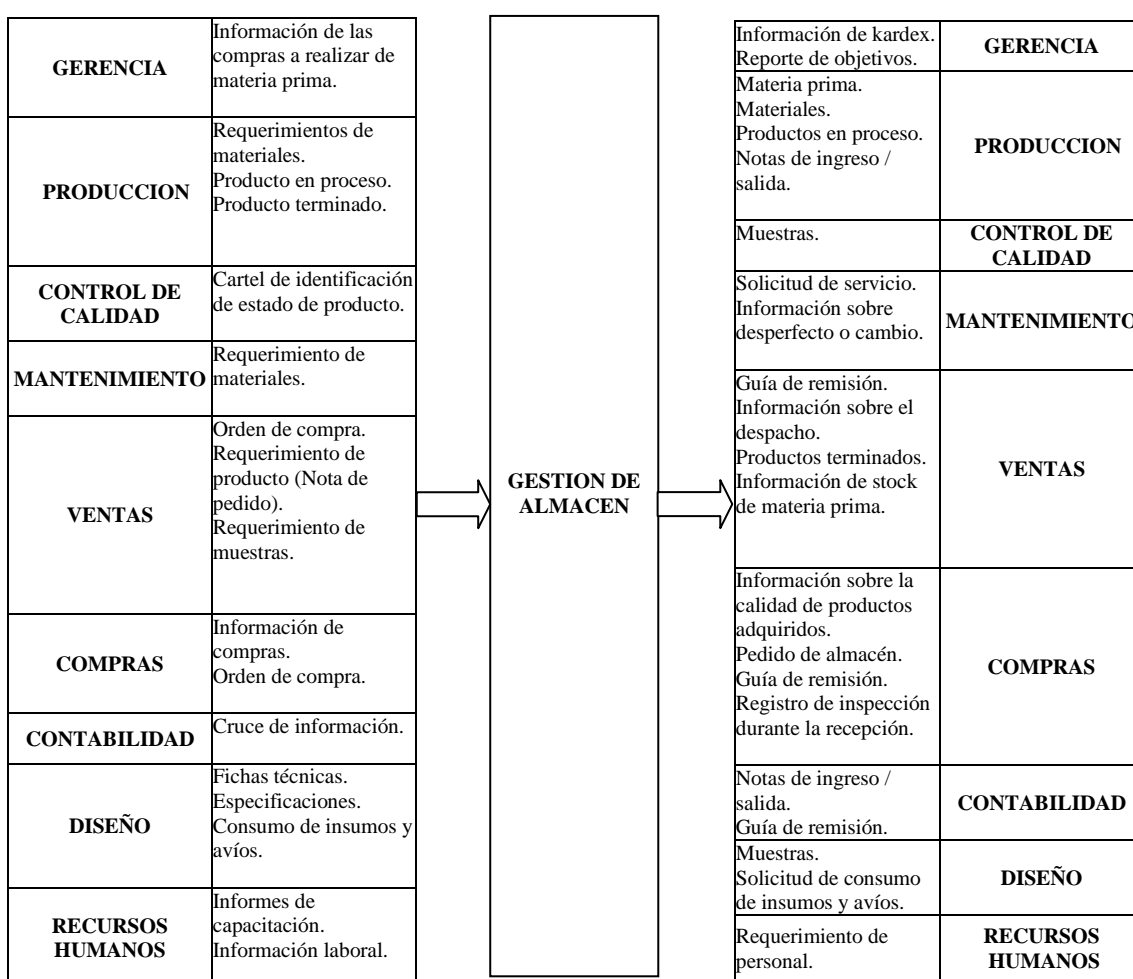 GERENCIA
Información de las
compras a realizar de
materia prima.
PRODUCCION
Requerimientos de
materiales.
Producto en proceso.
Producto terminado.
CONTROL DE
CALIDAD
Cartel de identificación
de estado de producto.
MANTENIMIENTO
Requerimiento de
materiales.
VENTAS
Orden de compra.
Requerimiento de
producto (Nota de
pedido).
Requerimiento de
muestras.
COMPRAS
Información de
compras.
Orden de compra.
CONTABILIDAD
Cruce de información.
DISEÑO
Fichas técnicas.
Especificaciones.
Consumo de insumos y
avíos.
RECURSOS
HUMANOS
Informes de
capacitación.
Información laboral.
GESTION DE
ALMACEN
Información de kardex.
Reporte de objetivos.
GERENCIA
Materia prima.
Materiales.
Productos en proceso.
Notas de ingreso /
salida.
PRODUCCION
Muestras.
CONTROL DE
CALIDAD
Solicitud de servicio.
Información sobre
desperfecto o cambio.
MANTENIMIENTO
Guía de remisión.
Información sobre el
despacho.
Productos terminados.
Información de stock
de materia prima.
VENTAS
Información sobre la
calidad de productos
adquiridos.
Pedido de almacén.
Guía de remisión.
Registro de inspección
durante la recepción.
COMPRAS
Notas de ingreso /
salida.
Guía de remisión.
CONTABILIDAD
Muestras.
Solicitud de consumo
de insumos y avíos.
DISEÑO
Requerimiento de
personal.
RECURSOS
HUMANOS